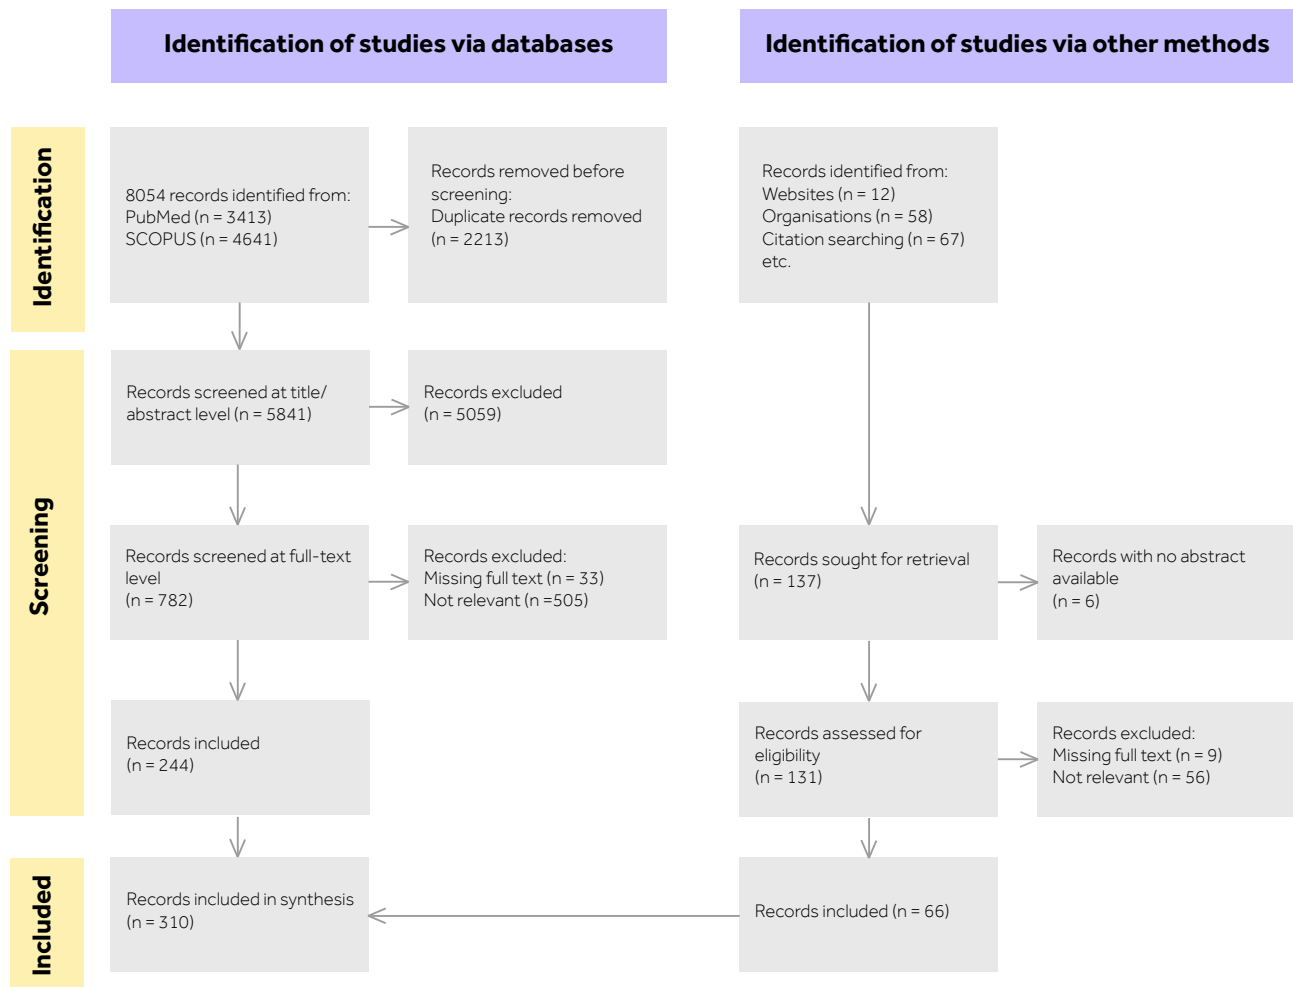 Identification of studies via databases
Identification of studies via other methods
Identification
8054 records identified from:
PubMed (n = 3413)
SCOPUS (n = 4641)
Records removed before
screening:
Duplicate records removed
(n = 2213)
Records identified from:
Websites (n = 12)
Organisations (n = 58)
Citation searching (n = 67)
etc.
Screening
Records screened at title/
abstract level (n = 5841)
Records excluded
(n = 5059)
Records screened at full-text
level
(n = 782)
Records excluded:
Missing full text (n = 33)
Not relevant (n =505)
Records sought for retrieval
(n = 137)
Records with no abstract
available
(n = 6)
Records included
(n = 244)
Records assessed for
eligibility
(n = 131)
Records excluded:
Missing full text (n = 9)
Not relevant (n = 56)
Included
Records included in synthesis
(n = 310)
Records included (n = 66)